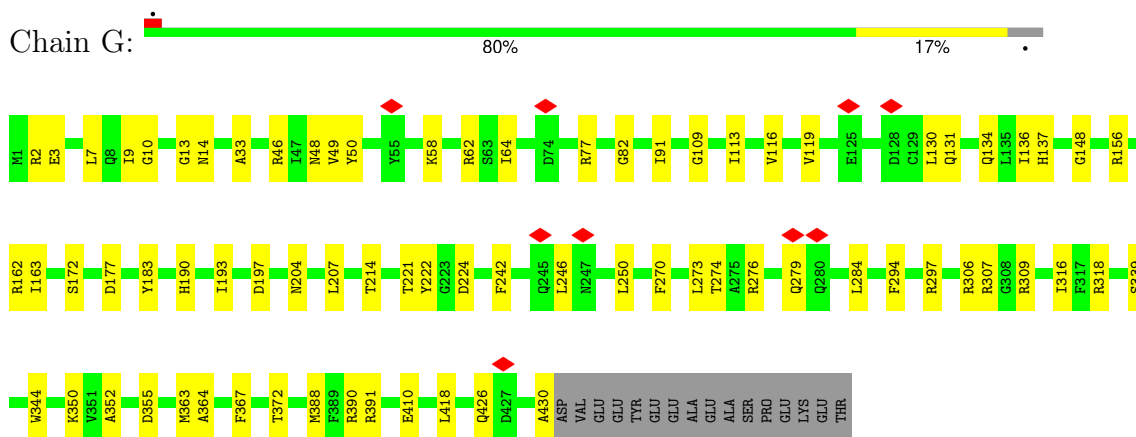 Chain G:
80% 17%
M1 R2 E3 L7 Q8 I9 G10 G13 N14 A33 R46 I47 N48 V49 Y50 Y55 K58 R62 S63 I64 D74 R77 G82 I91 G109 I113 V116 V119 E125 D128 C129 L130 Q131 Q134 L135 I136 H137 G148 R156
R162 I163 S172 D177 Y183 H190 I193 D197 N204 L207 T214 T221 Y222 G223 D224 F242 Q245 L246 N247 L250 F270 L273 T274 A275 R276 Q279 Q280 L284 F294 R297 R306 R307 G308 R309 I316 F317 R318 S339
W344 K350 V351 A352 D355 M363 A364 F367 T372 M388 F389 R390 R391 E410 L418 Q426 D427 A430 ASP VAL GLU GLU TYR GLU GLU ALA GLU ALA SER PRO GLU LYS GLU THR